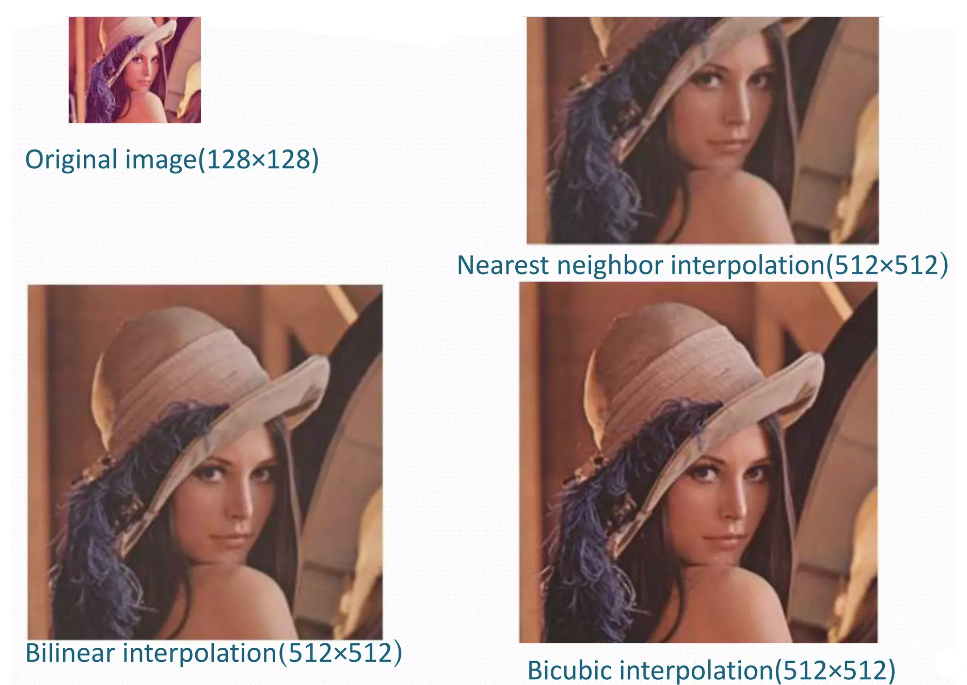 Original image(128×128)
Nearest neighbor interpolation(512×512)
Bilinear interpolation(512×512)
Bicubic interpolation(512×512)